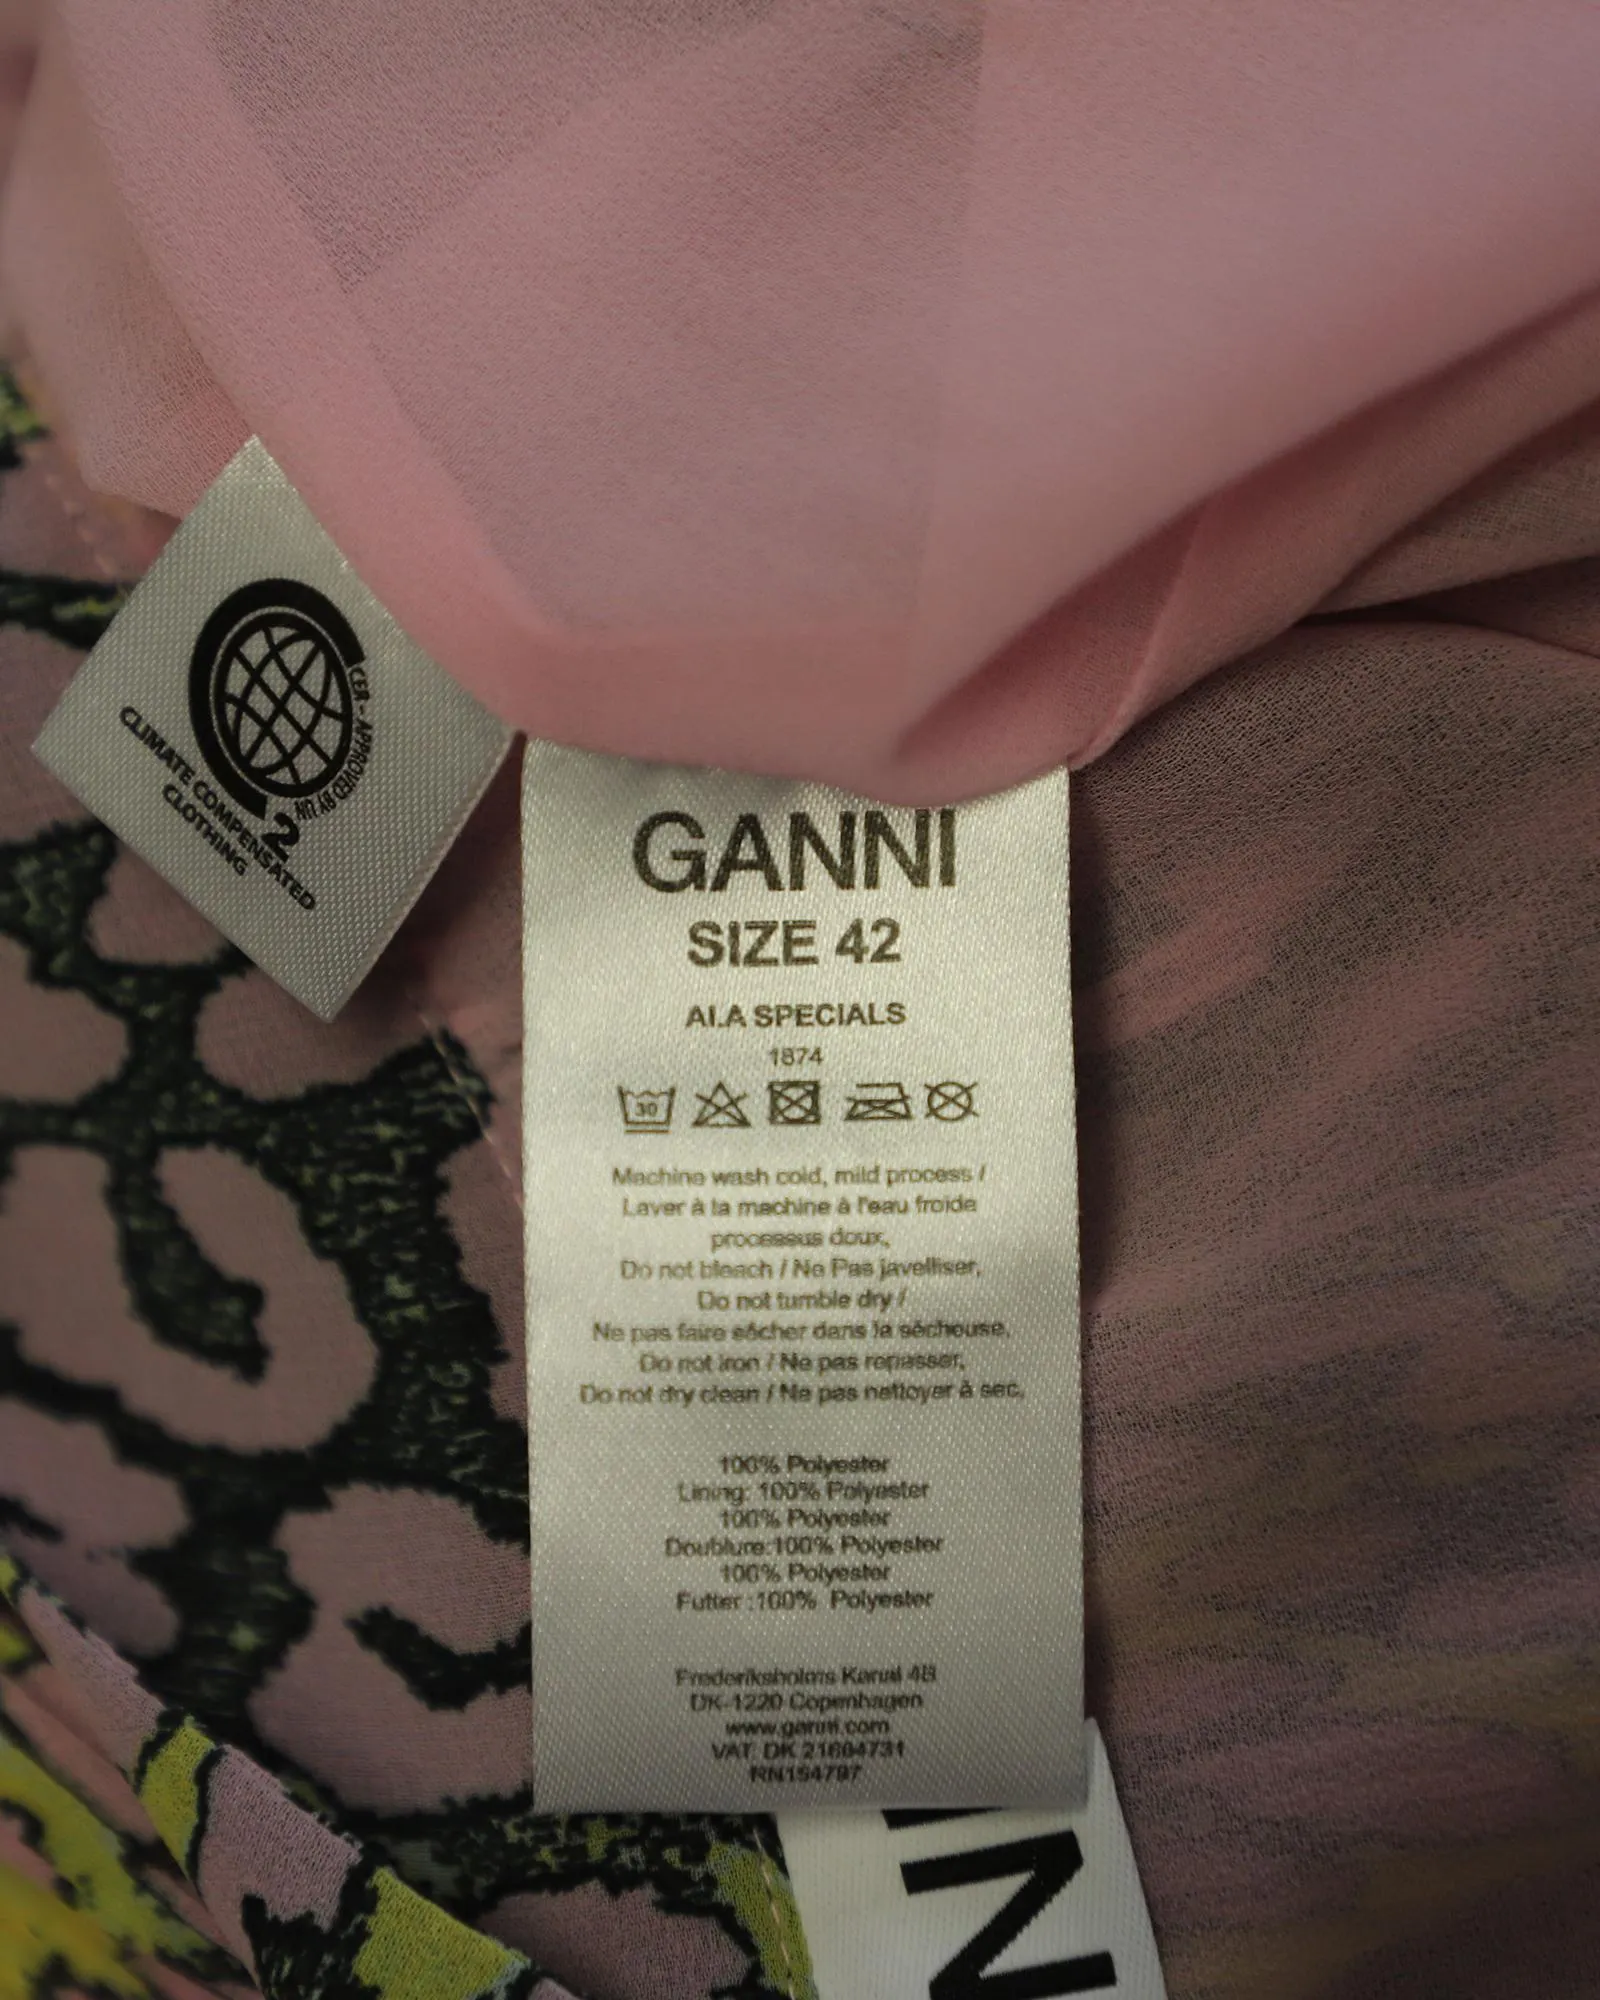 CER - APPROVED BY UN
2
CLIMATE COMPENSATED
CLOTHING
GANNI
SIZE 42
AI.A SPECIALS
1874
30
Machine wash cold, mild process /
Laver à la machine à l'eau froide
processus doux,
Do not bleach / Ne Pas javelliser,
Do not tumble dry /
Ne pas faire sécher dans la sécheuse,
Do not iron / Ne pas repasser,
Do not dry clean / Ne pas nettoyer à sec,
100% Polyester
Lining: 100% Polyester
100% Polyester
Doublure:100% Polyester
100% Polyester
Futter :100% Polyester
Frederiksholms Kanal 4B
DK-1220 Copenhagen
www.ganni.com
VAT: DK 21684731
RN154797
N